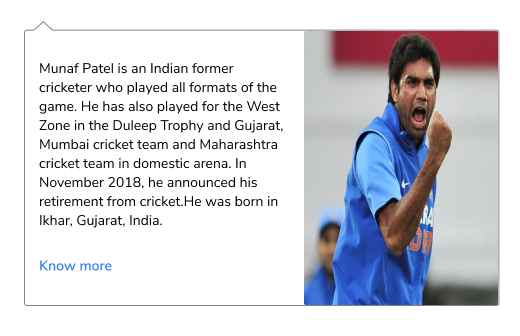 Munaf Patel is an Indian former
cricketer who played all formats of the
game. He has also played for the West
Zone in the Duleep Trophy and Gujarat,
Mumbai cricket team and Maharashtra
cricket team in domestic arena. In
November 2018, he announced his
retirement from cricket.He was born in
Ikhar, Gujarat, India.
Know more